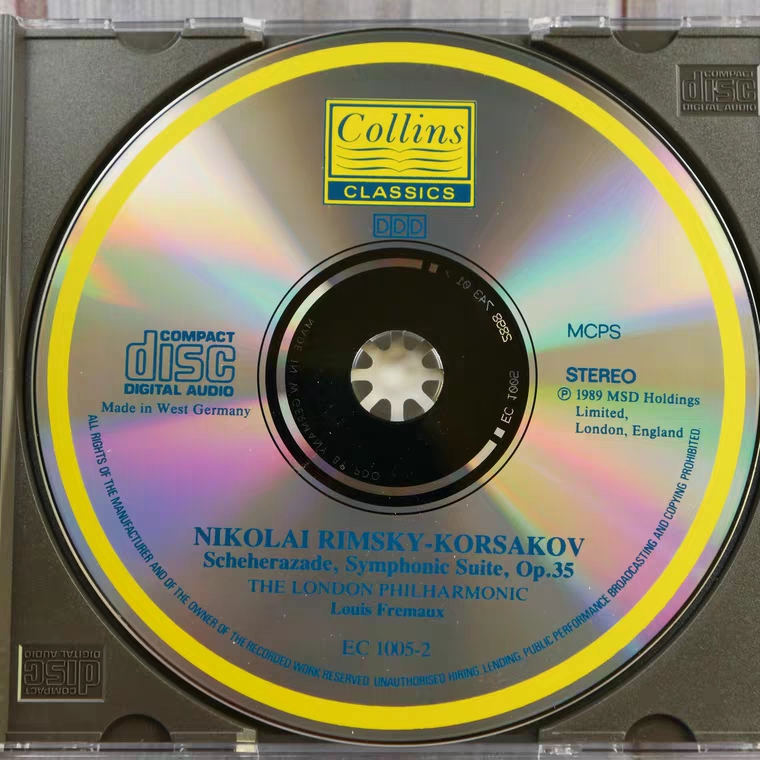 Collins
CLASSICS
DDD
COMPACT
disc
DIGITAL AUDIO
Made in West Germany
MCPS
STEREO
℗ 1989 MSD Holdings
Limited,
London, England
EC 1005
MADE IN W. GERMANY
NIKOLAI RIMSKY-KORSAKOV
Scheherazade, Symphonic Suite, Op.35
THE LONDON PHILHARMONIC
Louis Fremaux
EC 1005-2
ALL RIGHTS OF THE MANUFACTURER AND OF THE OWNER OF THE RECORDED WORK RESERVED. UNAUTHORISED HIRING, LENDING, PUBLIC PERFORMANCE BROADCASTING AND COPYING PROHIBITED
COMPACT
disc
DIGITAL AUDIO
COMPACT
disc
DIGITAL AUDIO